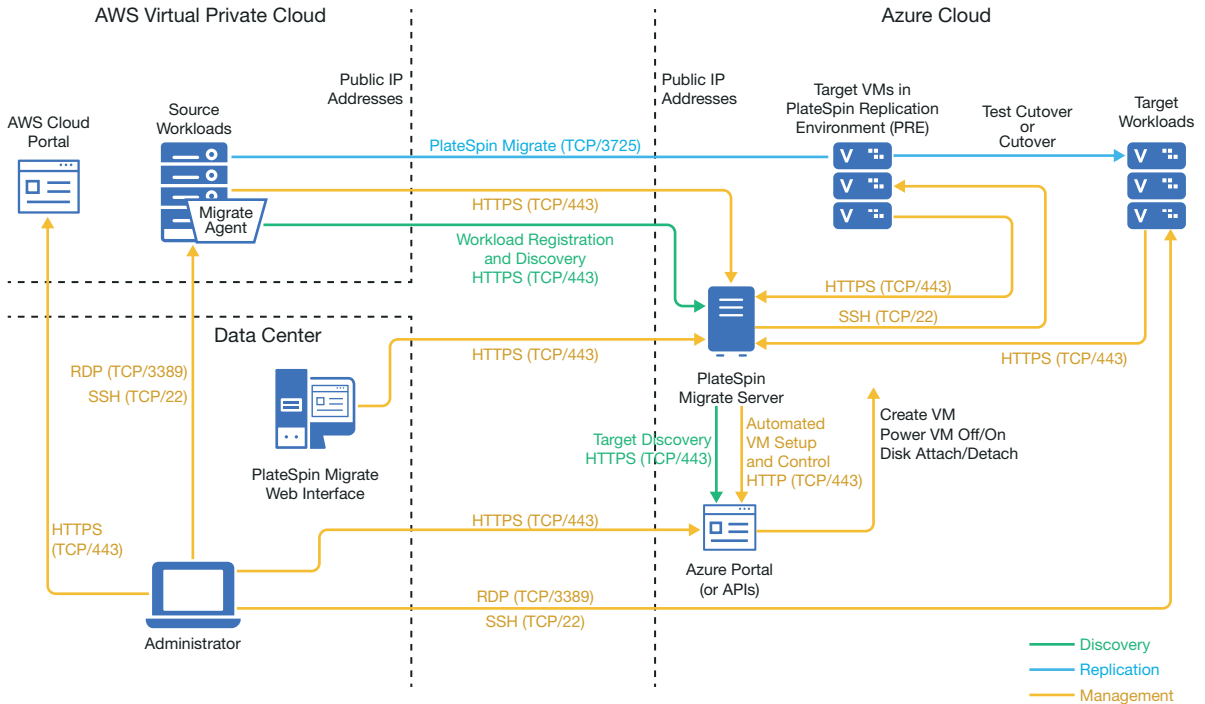 AWS Virtual Private Cloud
Azure Cloud
Public IP
Addresses
Public IP
Addresses
AWS Cloud
Portal
Source
Workloads
Target VMs in
PlateSpin Replication
Environment (PRE)
Test Cutover
or
Cutover
Target
Workloads
PlateSpin Migrate (TCP/3725)
V
V
V
V
V
V
Migrate
Agent
HTTPS (TCP/443)
Workload Registration
and Discovery
HTTPS (TCP/443)
HTTPS (TCP/443)
SSH (TCP/22)
HTTPS (TCP/443)
Data Center
HTTPS (TCP/443)
RDP (TCP/3389)
SSH (TCP/22)
PlateSpin
Migrate Server
PlateSpin Migrate
Web Interface
Target Discovery
HTTPS (TCP/443)
Automated
VM Setup
and Control
HTTP (TCP/443)
Create VM
Power VM Off/On
Disk Attach/Detach
HTTPS
(TCP/443)
HTTPS (TCP/443)
Azure Portal
(or APIs)
RDP (TCP/3389)
SSH (TCP/22)
Administrator
Discovery
Replication
Management